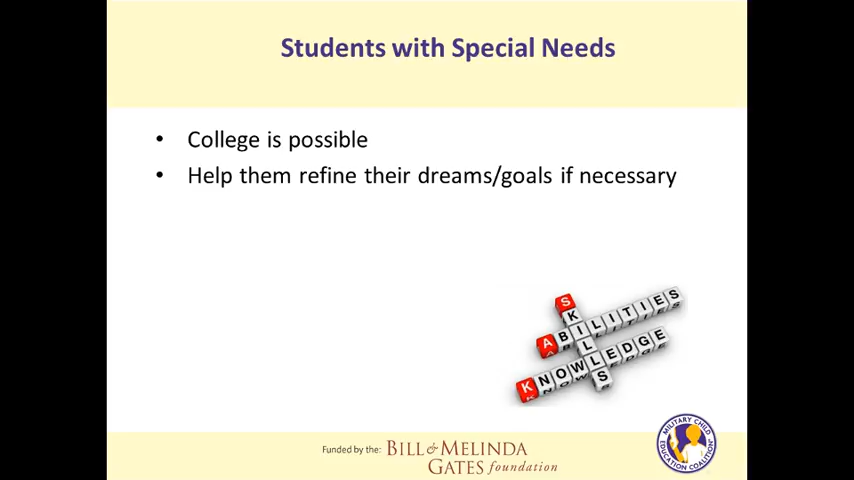 Students with Special Needs
• College is possible
• Help them refine their dreams/goals if necessary
SKILLS
ABILITIES
KNOWLEDGE
Funded by the: BILL & MELINDA
GATES foundation
MILITARY CHILD
EDUCATION COALITION